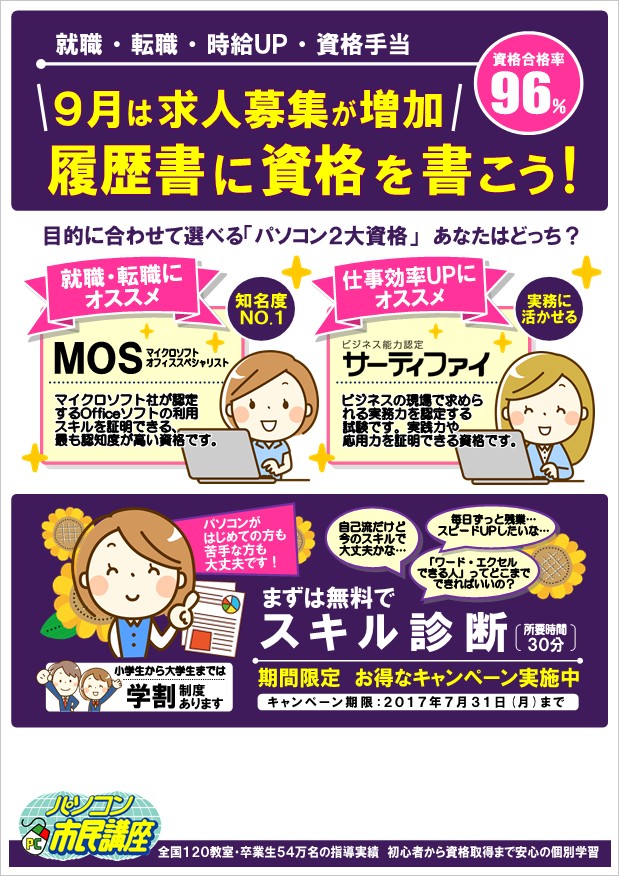 就職・転職・時給UP・資格手当
資格合格率
96%
9月は求人募集が増加
履歴書に資格を書こう！
目的に合わせて選べる「パソコン2大資格」 あなたはどっち？
就職・転職に
オススメ
知名度
NO.1
MOS マイクロソフト
オフィススペシャリスト
マイクロソフト社が認定
するOfficeソフトの利用
スキルを証明できる、
最も認知度が高い資格です。
仕事効率UPに
オススメ
実務に
活かせる
ビジネス能力認定
サーティファイ
ビジネスの現場で求めら
れる実務力を認定する
試験です。実践力や
応用力を証明できる資格です。
パソコンが
はじめての方も
苦手な方も
大丈夫です！
自己流だけど
今のスキルで
大丈夫かな…
毎日ずっと残業…
スピードUPしたいな…
「ワード・エクセル
できる人」ってどこまで
できればいいの？
まずは無料で
スキル診断
〔所要時間
30分〕
小学生から大学生までは
学割制度
あります
期間限定 お得なキャンペーン実施中
キャンペーン期限：2017年7月31日（月）まで
パソコン
市民講座
PC
全国120教室・卒業生54万名の指導実績 初心者から資格取得まで安心の個別学習